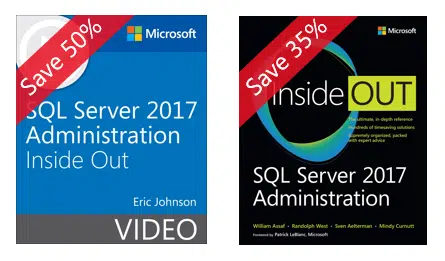 Save 50%
Microsoft
SQL Server 2017
Administration
Inside Out
Eric Johnson
VIDEO
Save 35%
Microsoft
Inside OUT
The ultimate, in-depth reference
Hundreds of timesaving solutions
Supremely organized, packed
with expert advice
SQL Server 2017
Administration
William Assaf • Randolph West • Sven Aelterman • Mindy Curnutt
Foreword by Patrick LeBlanc, Microsoft